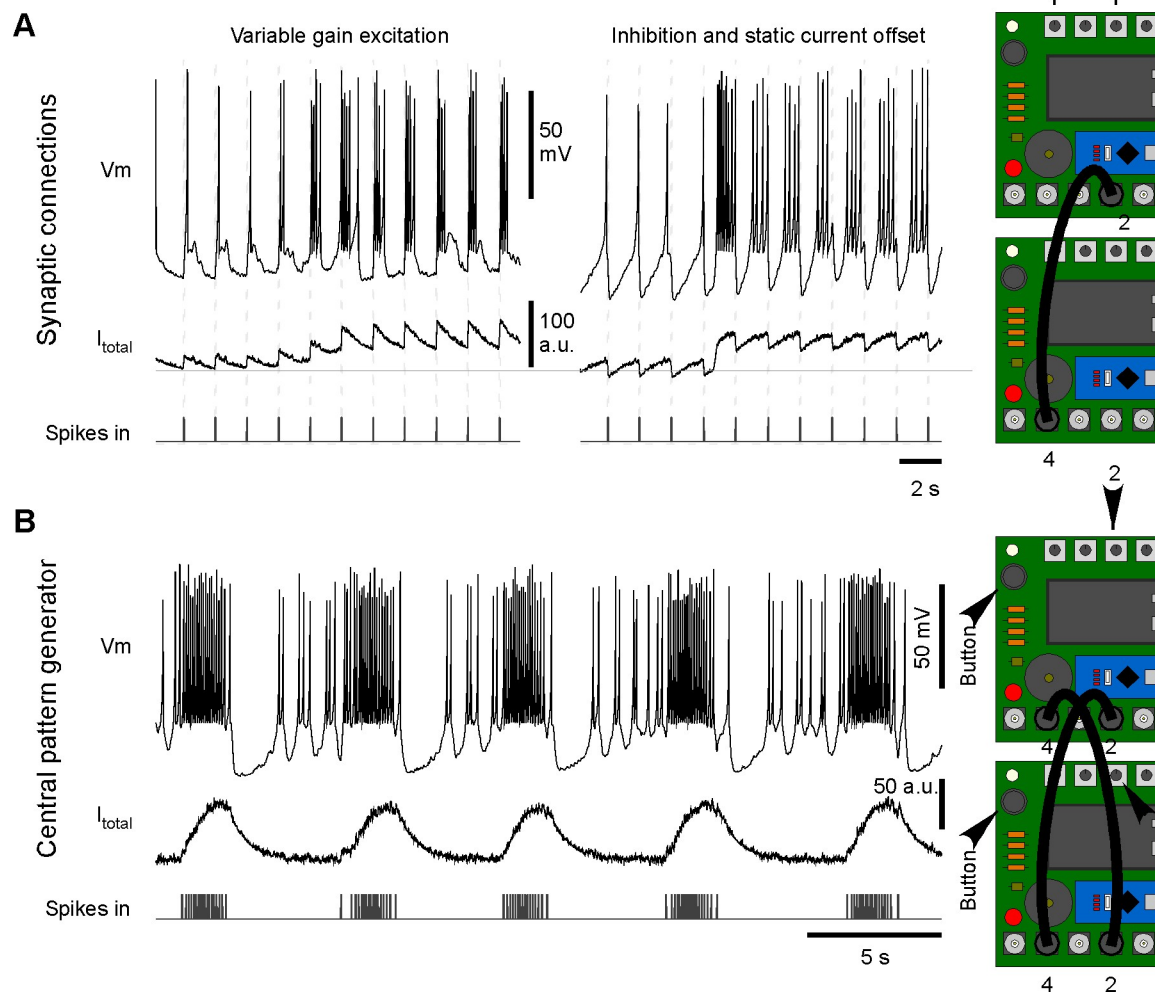 A
Variable gain excitation
Inhibition and static current offset
Synaptic connections
Vm
50
mV
Itotal
100
a.u.
Spikes in
2 s
2
4
2
B
Central pattern generator
Vm
50 mV
Button
4
2
Itotal
50 a.u.
Button
Spikes in
5 s
4
2